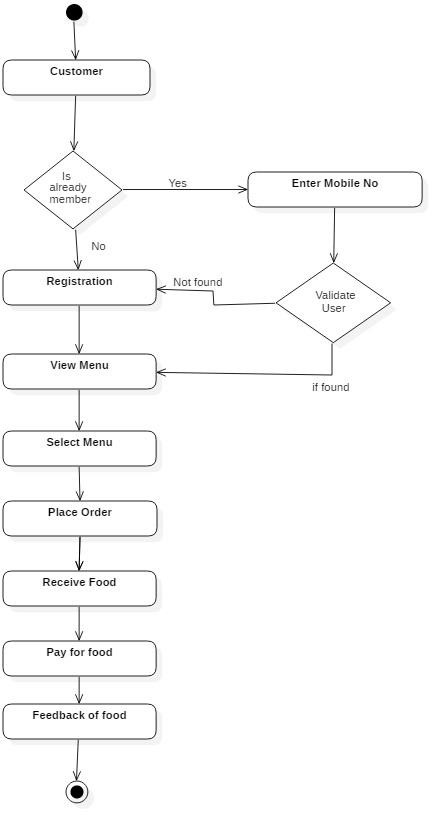 Customer
Is
already
member
Yes
Enter Mobile No
No
Registration
Not found
Validate
User
View Menu
if found
Select Menu
Place Order
Receive Food
Pay for food
Feedback of food